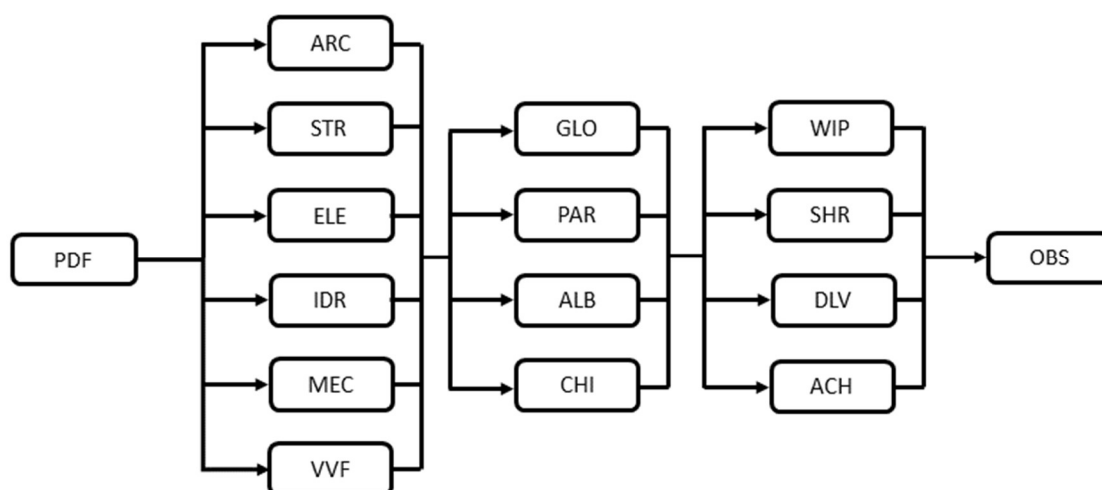 PDF
ARC
STR
ELE
IDR
MEC
VVF
GLO
PAR
ALB
CHI
WIP
SHR
DLV
ACH
OBS